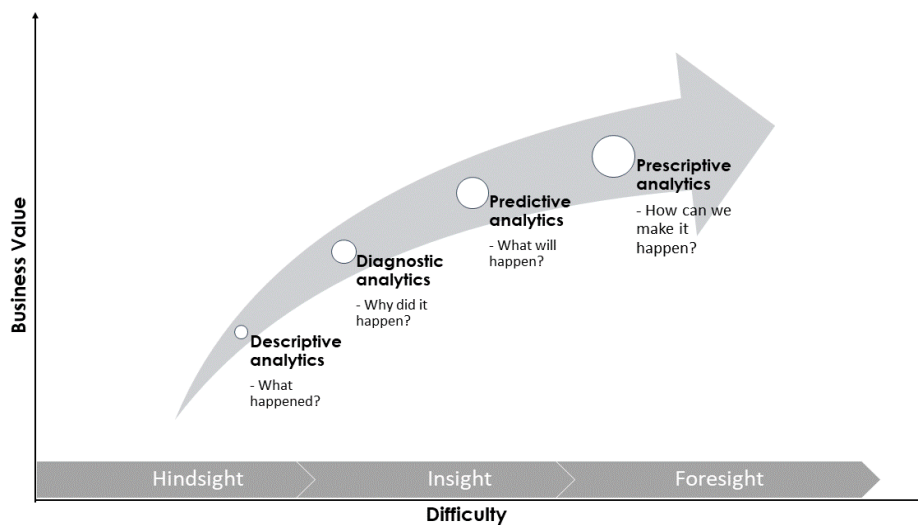 Business Value
Prescriptive
analytics
- How can we
make it
happen?
Predictive
analytics
- What will
happen?
Diagnostic
analytics
- Why did it
happen?
Descriptive
analytics
- What
happened?
Hindsight
Insight
Foresight
Difficulty